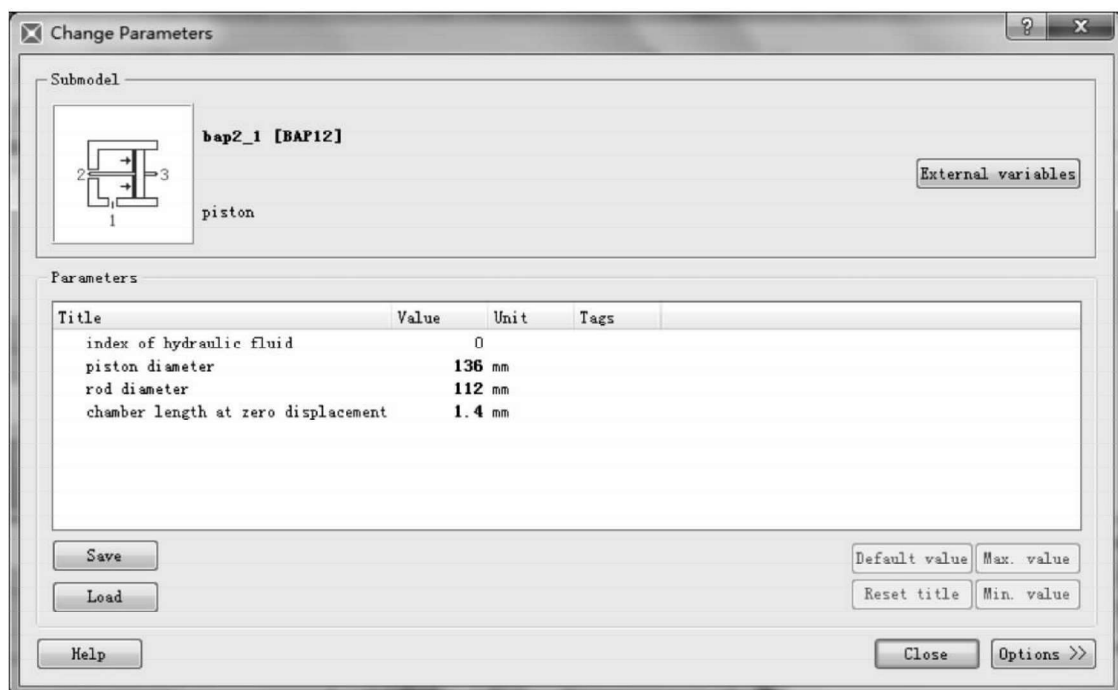 Change Parameters
Submodel
bap2_1 [BAP12]
2
3
External variables
1
piston
Parameters
Title Value Unit Tags
index of hydraulic fluid 0
piston diameter 136 mm
rod diameter 112 mm
chamber length at zero displacement 1.4 mm
Save
Default value Max. value
Load
Reset title Min. value
Help
Close
Options >>